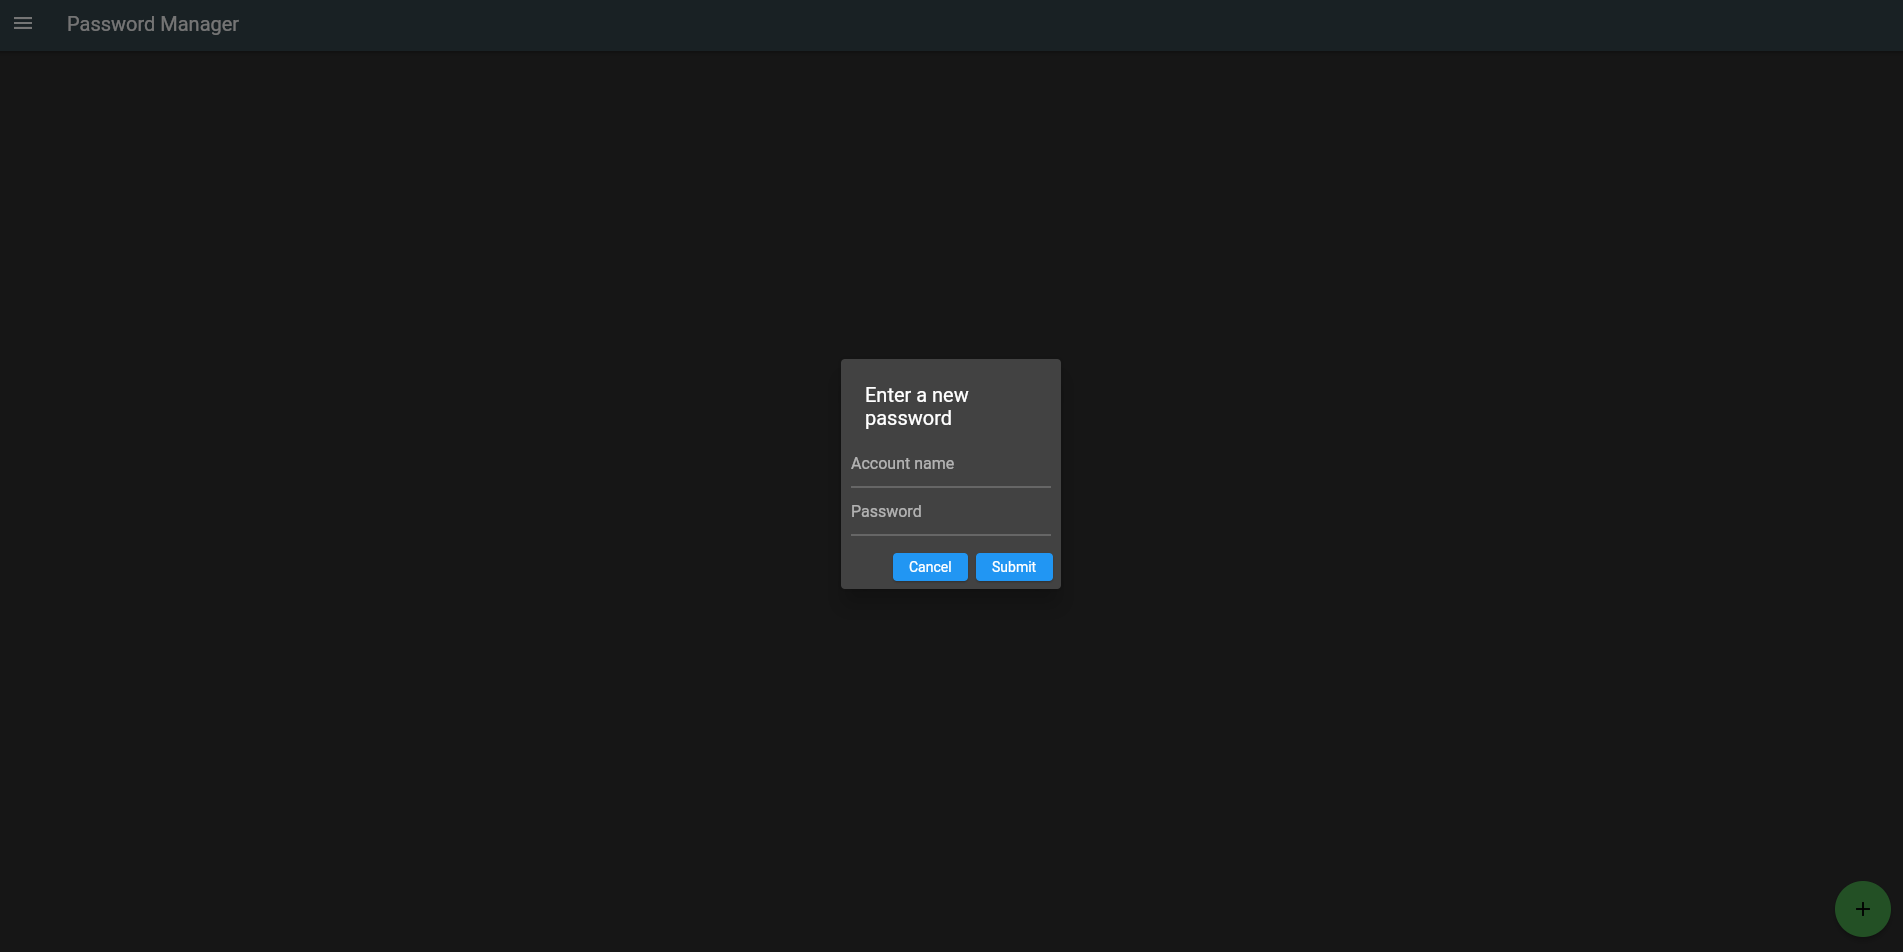 Password Manager
Enter a new
password
Account name
Password
Cancel Submit